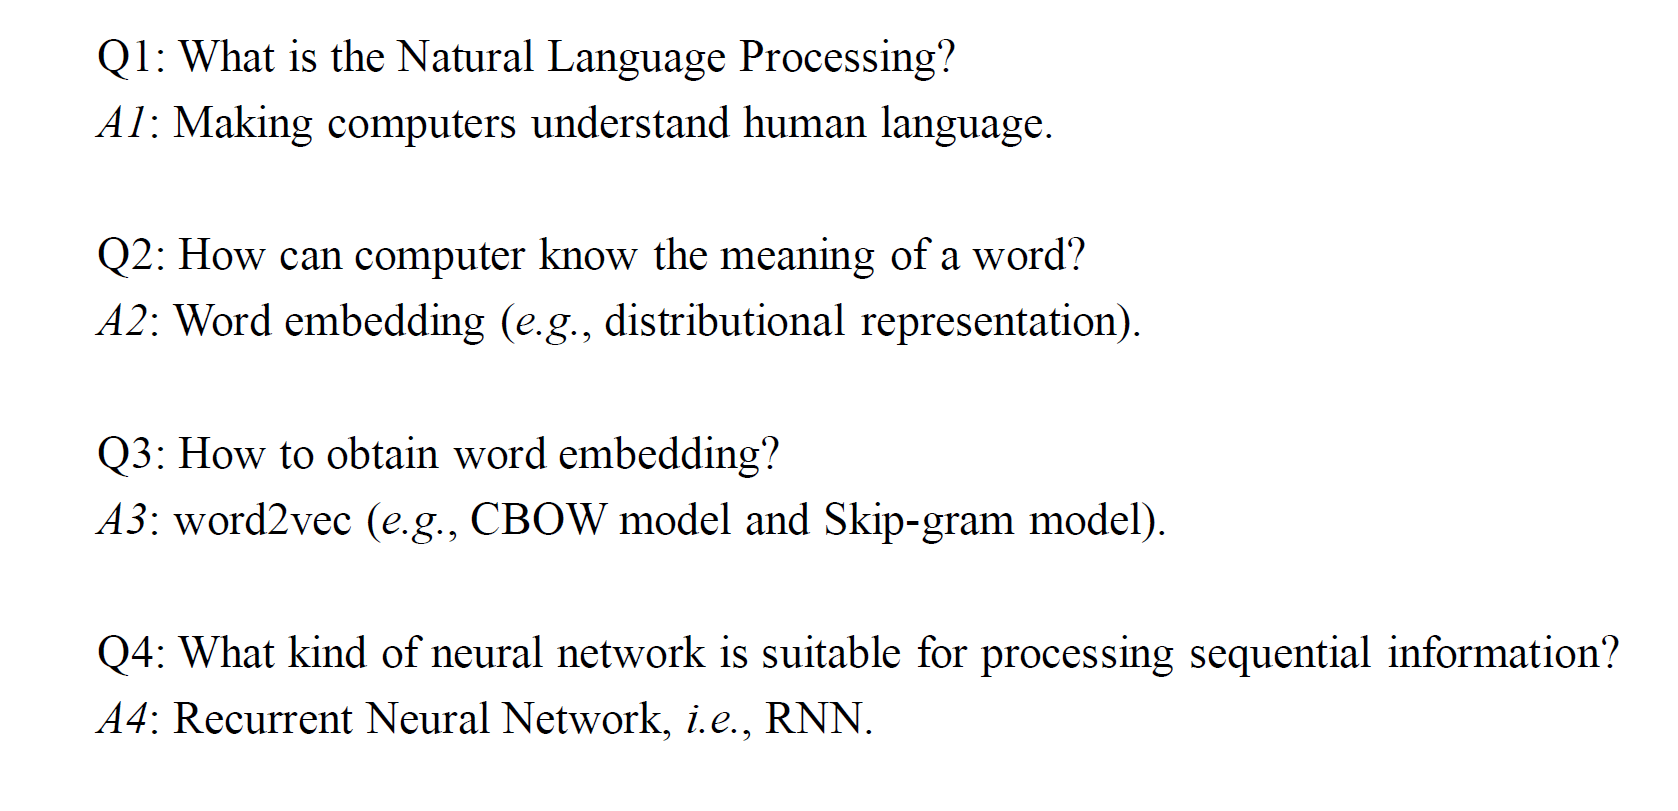 Q1: What is the Natural Language Processing?
A1: Making computers understand human language.
Q2: How can computer know the meaning of a word?
A2: Word embedding (e.g., distributional representation).
Q3: How to obtain word embedding?
A3: word2vec (e.g., CBOW model and Skip-gram model).
Q4: What kind of neural network is suitable for processing sequential information?
A4: Recurrent Neural Network, i.e., RNN.